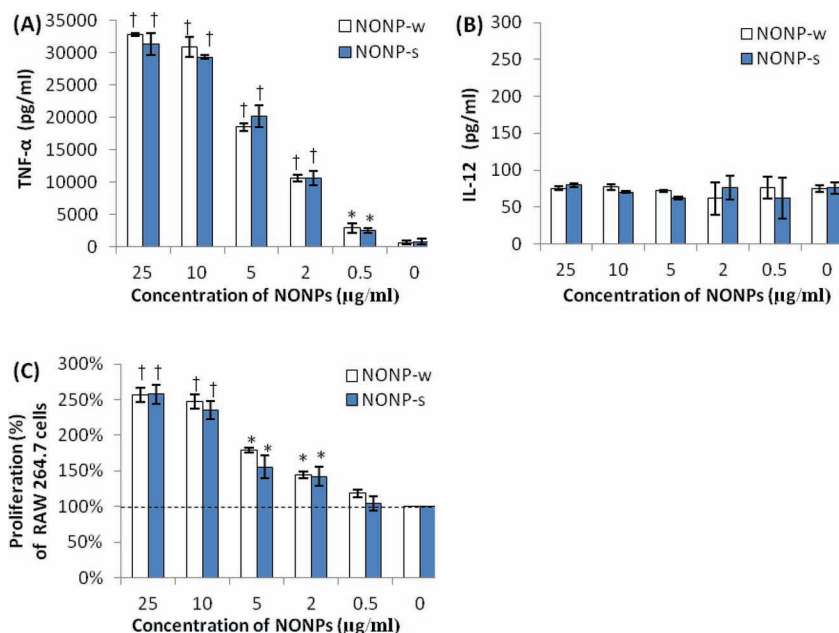 (A)
35000
30000
25000
20000
15000
10000
5000
0
TNF-α (pg/ml)
† †
† †
† †
† †
* *
NONP-w
NONP-s
25 10 5 2 0.5 0
Concentration of NONPs (µg/ml)
(B)
300
250
200
150
100
50
0
IL-12 (pg/ml)
NONP-w
NONP-s
25 10 5 2 0.5 0
Concentration of NONPs (µg/ml)
(C)
300%
250%
200%
150%
100%
50%
0%
Proliferation (%)
of RAW 264.7 cells
† †
† †
* *
* *
NONP-w
NONP-s
25 10 5 2 0.5 0
Concentration of NONPs (µg/ml)